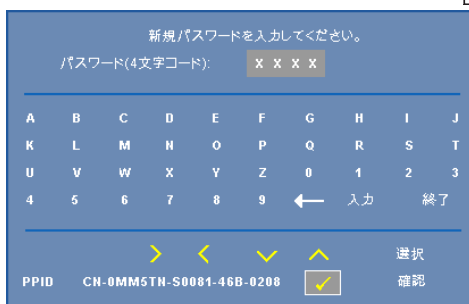 新規パスワードを入力してください。
パスワード(4文字コード): X X X X
A B C D E F G H I J
K L M N O P Q R S T
U V W X Y Z 0 1 2 3
4 5 6 7 8 9 ← 入力 終了
> < ∨ ∧ 選択
PPID CN-0MM5TN-S0081-46B-0208 ✓ 確認